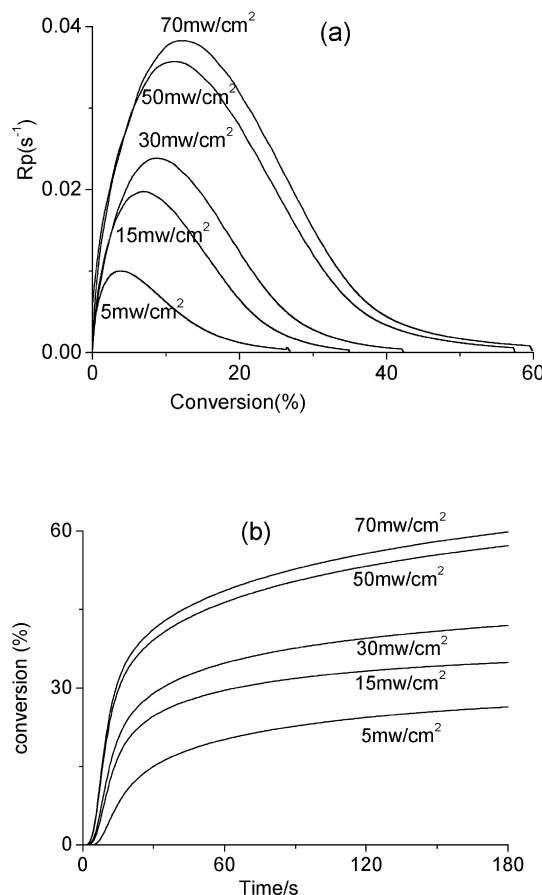 (a)
70mw/cm²
50mw/cm²
30mw/cm²
15mw/cm²
5mw/cm²
Rp(s⁻¹)
0.04
0.02
0.00
0 20 40 60
Conversion(%)
(b)
70mw/cm²
50mw/cm²
30mw/cm²
15mw/cm²
5mw/cm²
conversion (%)
60
30
0
0 60 120 180
Time/s